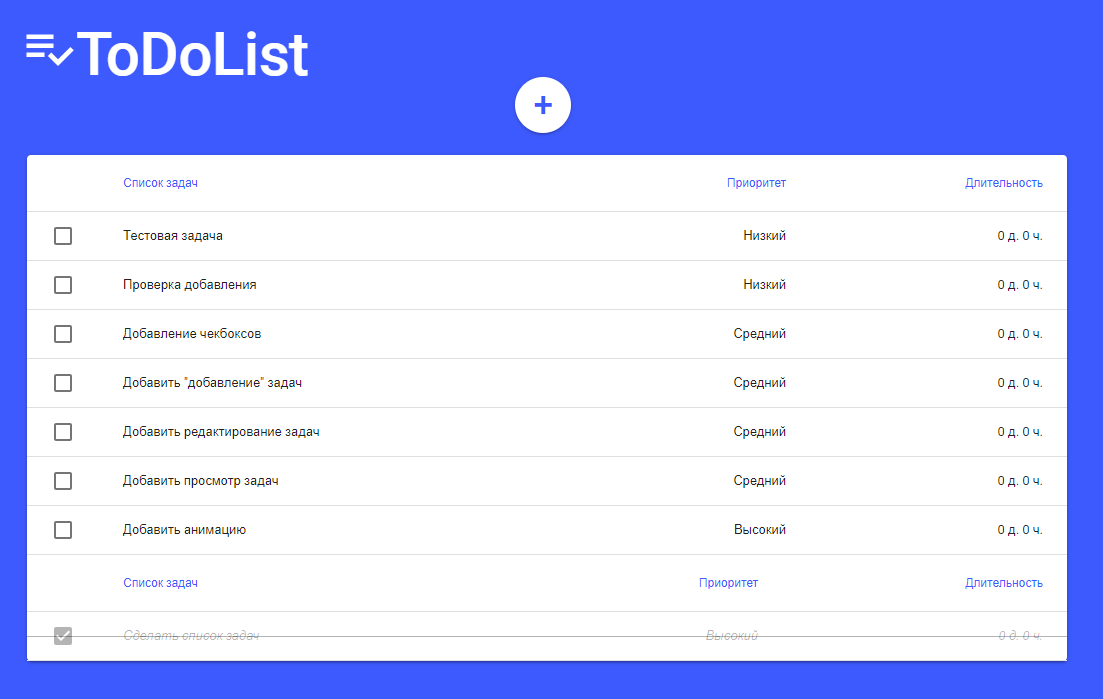 ToDoList
+
Список задач Приоритет Длительность
Тестовая задача Низкий 0 д. 0 ч.
Проверка добавления Низкий 0 д. 0 ч.
Добавление чекбоксов Средний 0 д. 0 ч.
Добавить "добавление" задач Средний 0 д. 0 ч.
Добавить редактирование задач Средний 0 д. 0 ч.
Добавить просмотр задач Средний 0 д. 0 ч.
Добавить анимацию Высокий 0 д. 0 ч.
Список задач Приоритет Длительность
Сделать список задач Высокий 0 д. 0 ч.